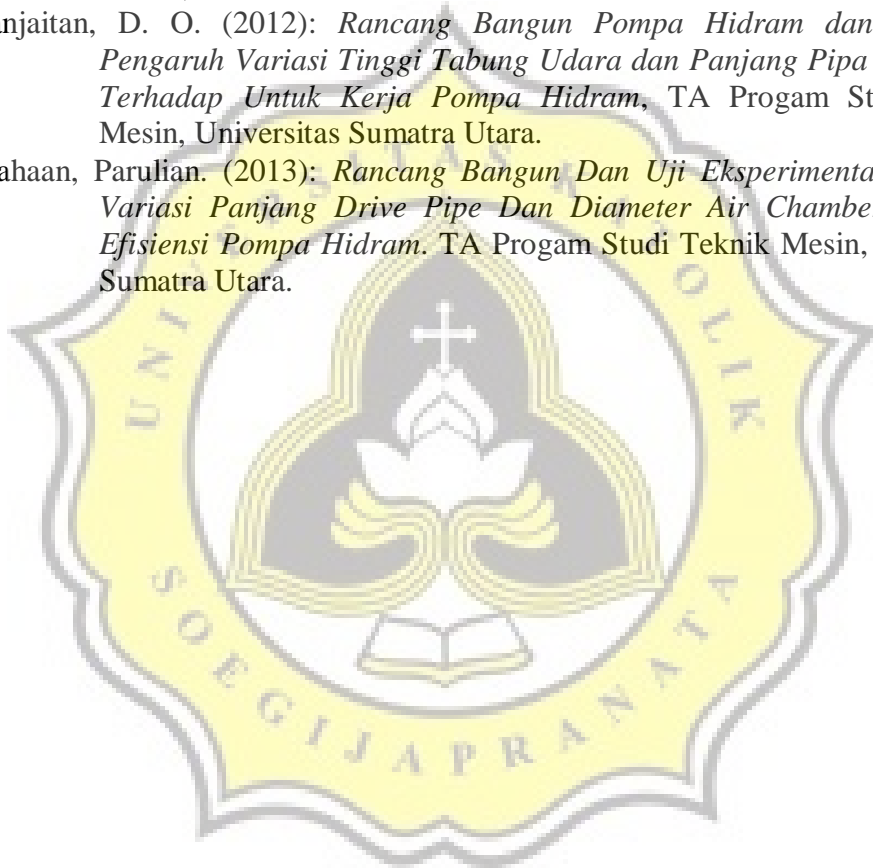 njaitan, D. O. (2012): Rancang Bangun Pompa Hidram dan
Pengaruh Variasi Tinggi Tabung Udara dan Panjang Pipa
Terhadap Untuk Kerja Pompa Hidram, TA Progam St
Mesin, Universitas Sumatra Utara.
ahaan, Parulian. (2013): Rancang Bangun Dan Uji Eksperimenta
Variasi Panjang Drive Pipe Dan Diameter Air Chambe
Efisiensi Pompa Hidram. TA Progam Studi Teknik Mesin,
Sumatra Utara.
UNIVERSITAS KATOLIK
SOEGIJAPRANATA